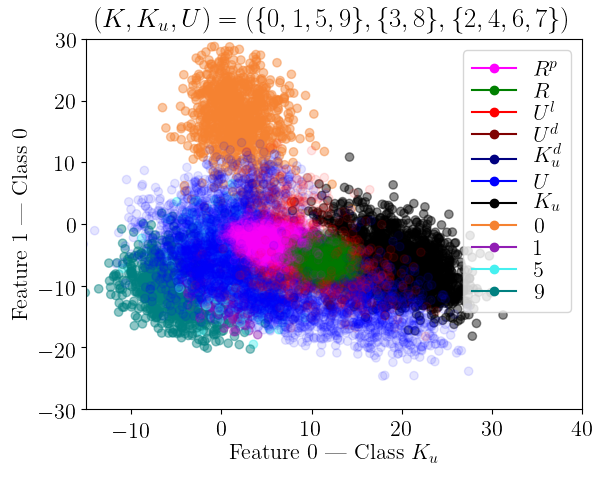 (K, K_u, U) = ({0, 1, 5, 9}, {3, 8}, {2, 4, 6, 7})
30
20
10
0
−10
−20
−30
Feature 1 — Class 0
R^p
R
U^l
U^d
K_u^d
U
K_u
0
1
5
9
−10
0
10
20
30
40
Feature 0 — Class K_u